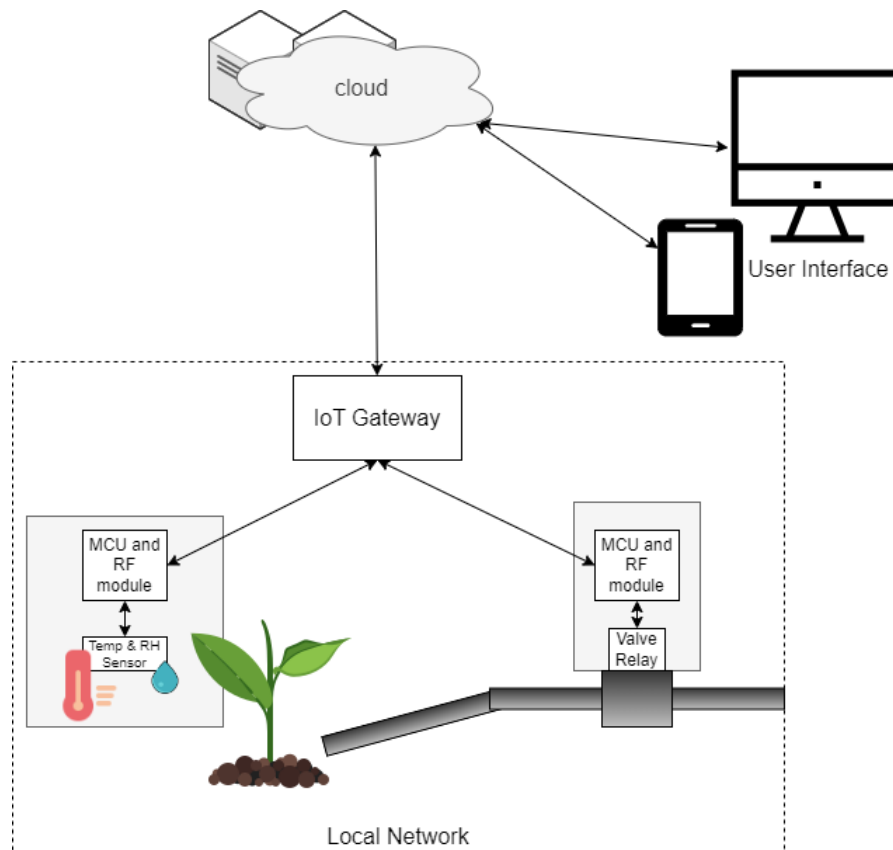 cloud
User Interface
IoT Gateway
MCU and
RF
module
MCU and
RF
module
Temp & RH
Sensor
Valve
Relay
Local Network